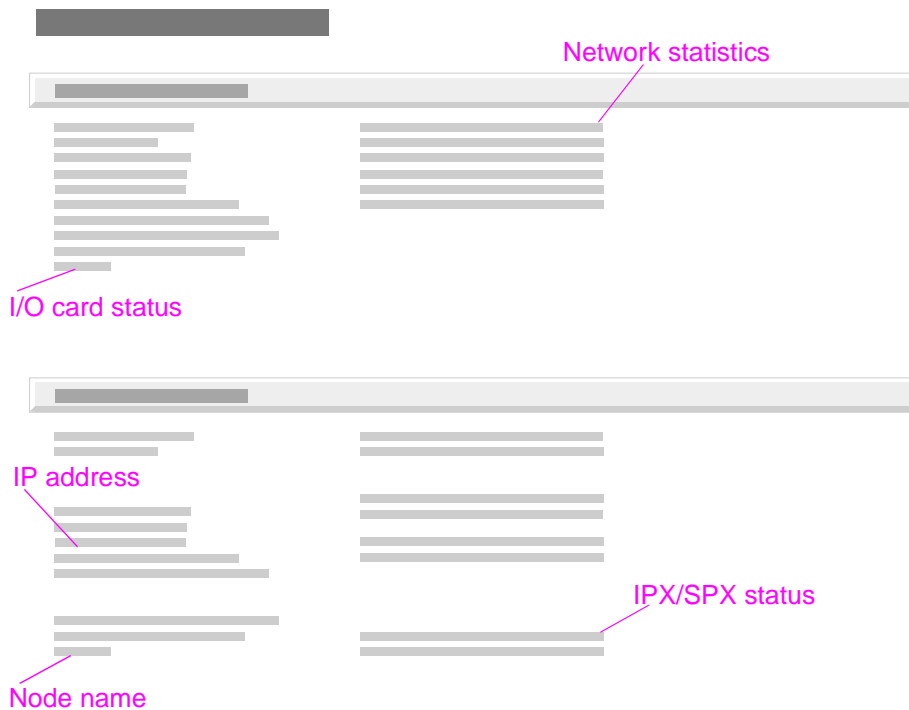 Network statistics
I/O card status
IP address
IPX/SPX status
Node name